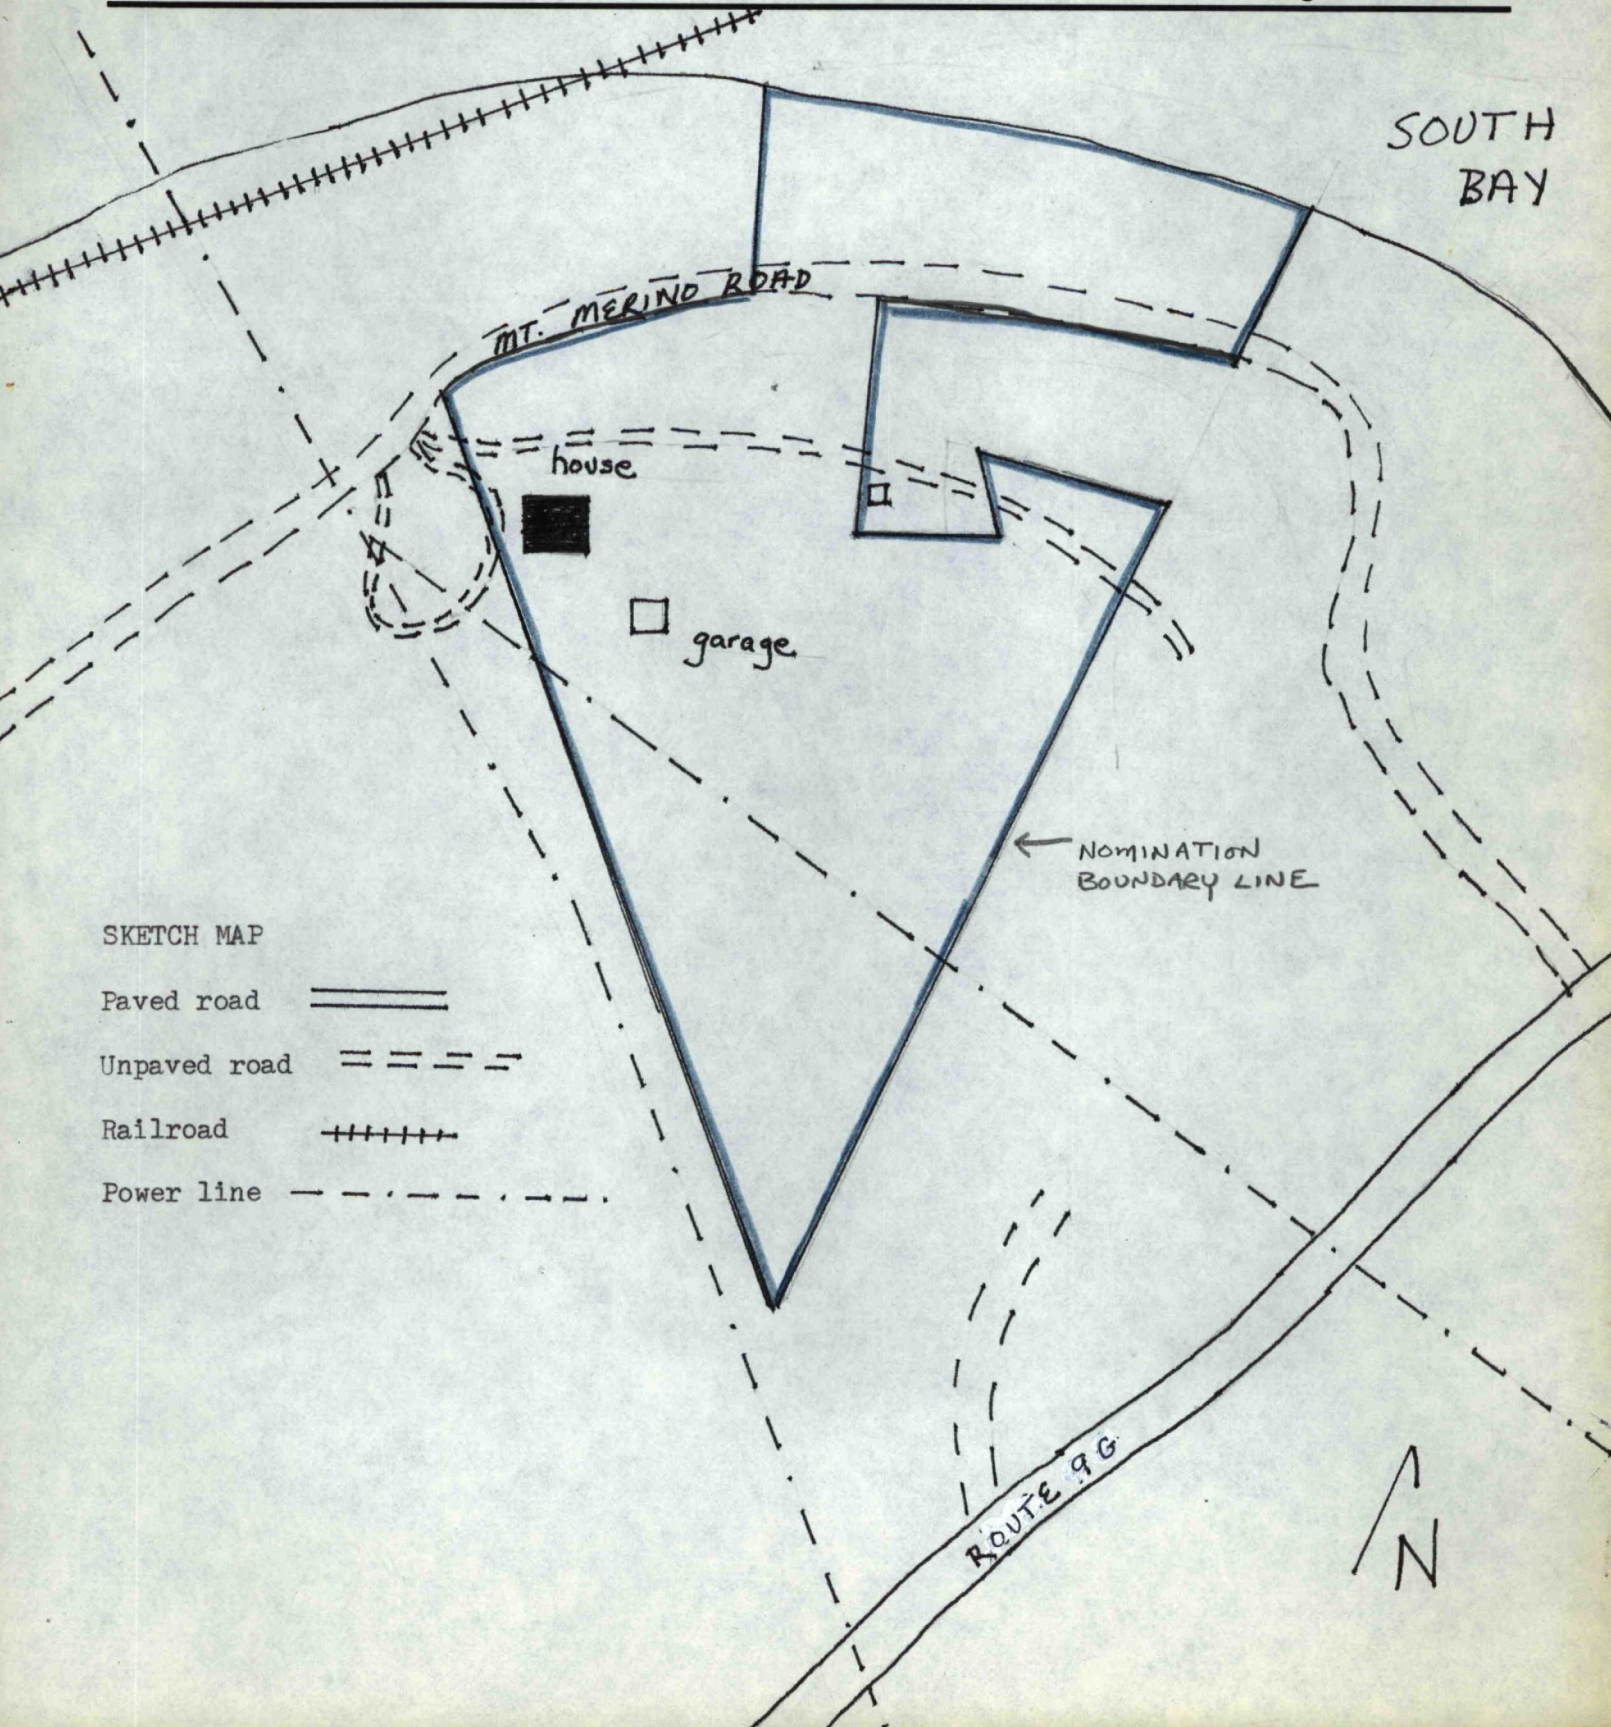 SOUTH
BAY
MT. MERINO ROAD
house
garage
NOMINATION
BOUNDARY LINE
SKETCH MAP
Paved road
Unpaved road
Railroad
Power line
ROUTE 9G
N